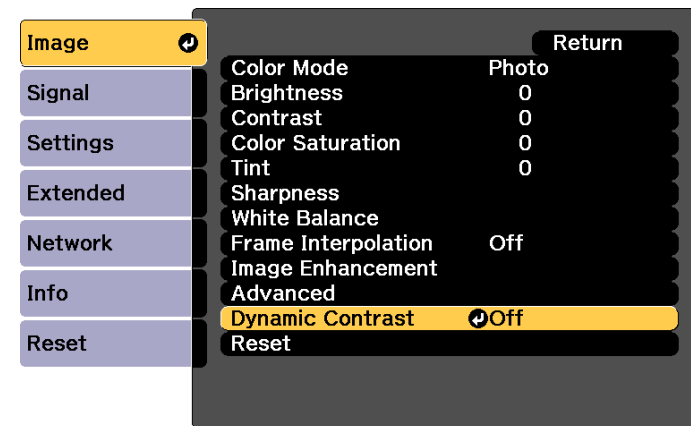 Image
Signal
Settings
Extended
Network
Info
Reset
Return
Color Mode Photo
Brightness 0
Contrast 0
Color Saturation 0
Tint 0
Sharpness
White Balance
Frame Interpolation Off
Image Enhancement
Advanced
Dynamic Contrast Off
Reset